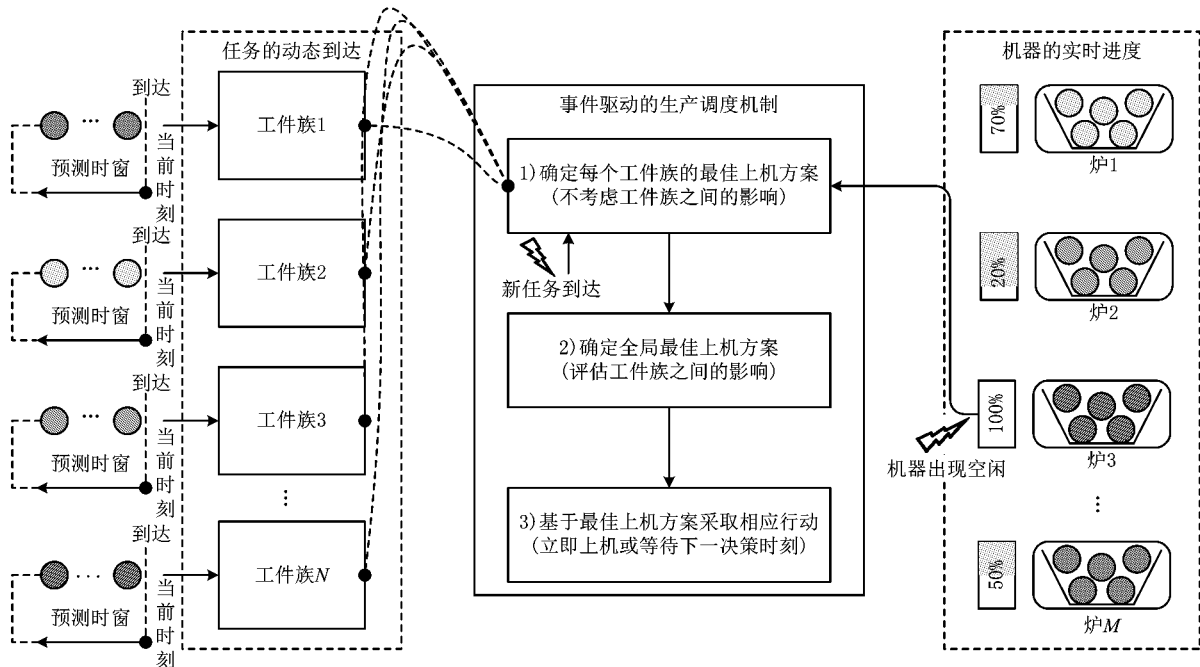 任务的动态到达
到达
…
当前时刻
预测时窗
工件族1
到达
…
当前时刻
预测时窗
工件族2
到达
…
当前时刻
预测时窗
工件族3
…
到达
…
当前时刻
预测时窗
工件族N
事件驱动的生产调度机制
1)确定每个工件族的最佳上机方案
(不考虑工件族之间的影响)
新任务到达
2)确定全局最佳上机方案
(评估工件族之间的影响)
3)基于最佳上机方案采取相应行动
(立即上机或等待下一决策时刻)
机器的实时进度
70%
炉1
20%
炉2
100%
炉3
机器出现空闲
…
50%
炉M